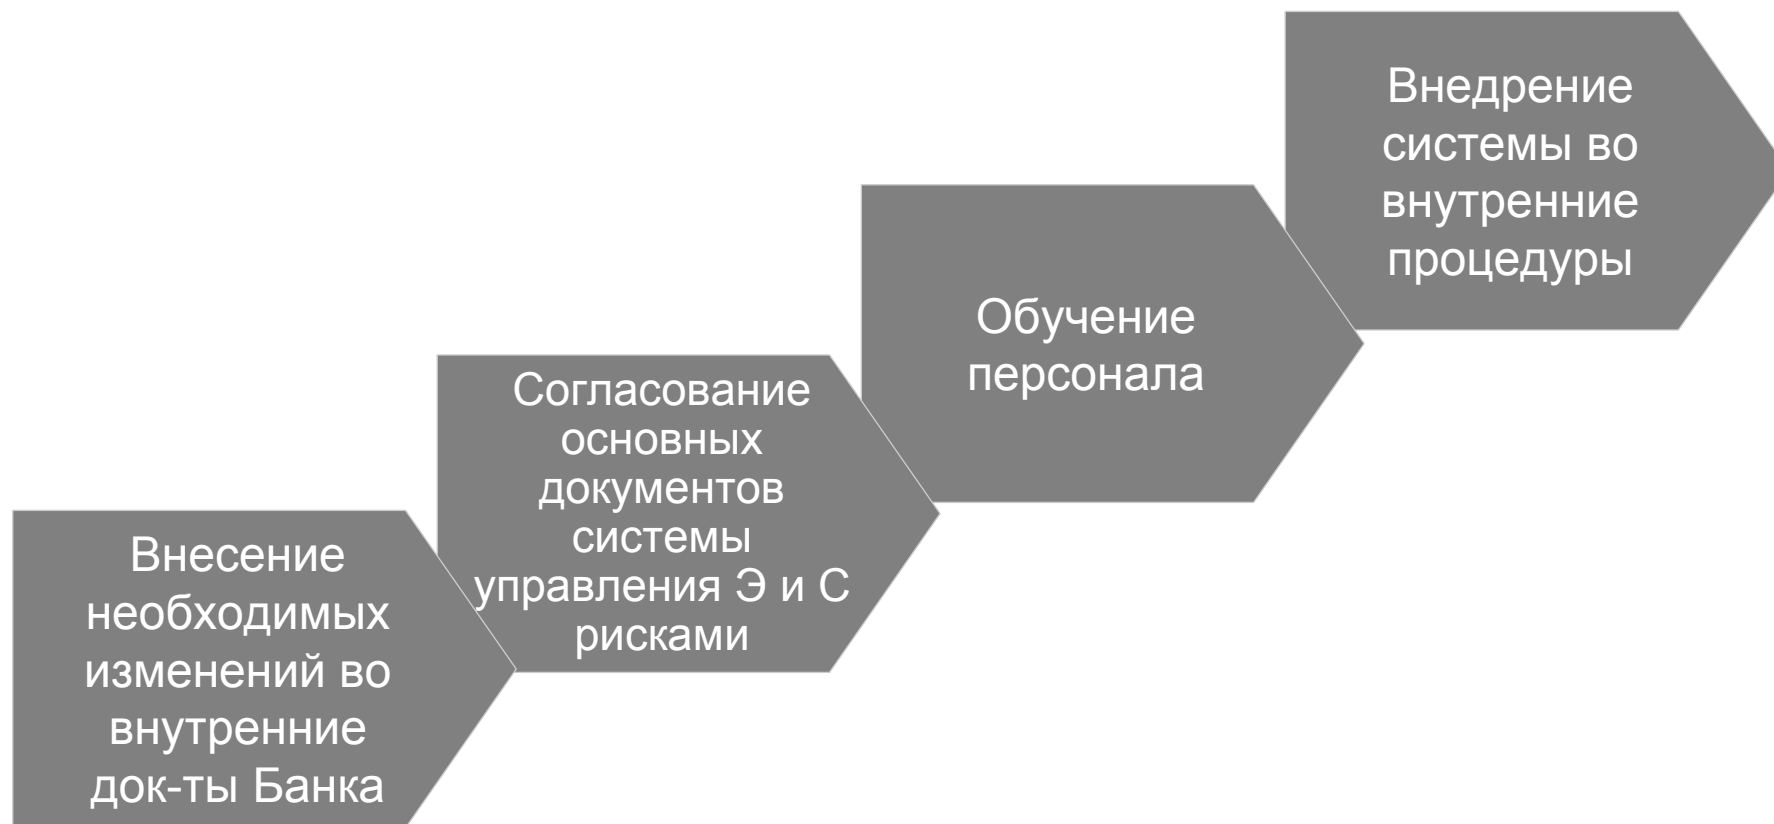 Внесение
необходимых
изменений во
внутренние
док-ты Банка
Согласование
основных
документов
системы
управления Э и С
рисками
Обучение
персонала
Внедрение
системы во
внутренние
процедуры